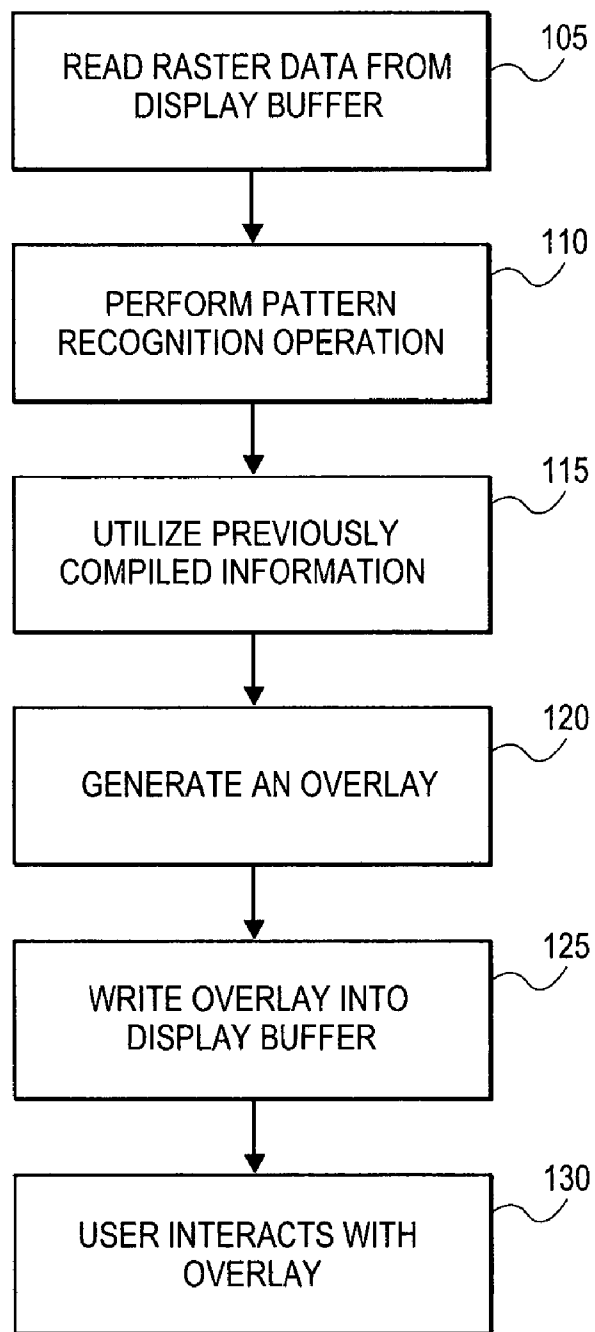 105
READ RASTER DATA FROM
DISPLAY BUFFER
110
PERFORM PATTERN
RECOGNITION OPERATION
115
UTILIZE PREVIOUSLY
COMPILED INFORMATION
120
GENERATE AN OVERLAY
125
WRITE OVERLAY INTO
DISPLAY BUFFER
130
USER INTERACTS WITH
OVERLAY